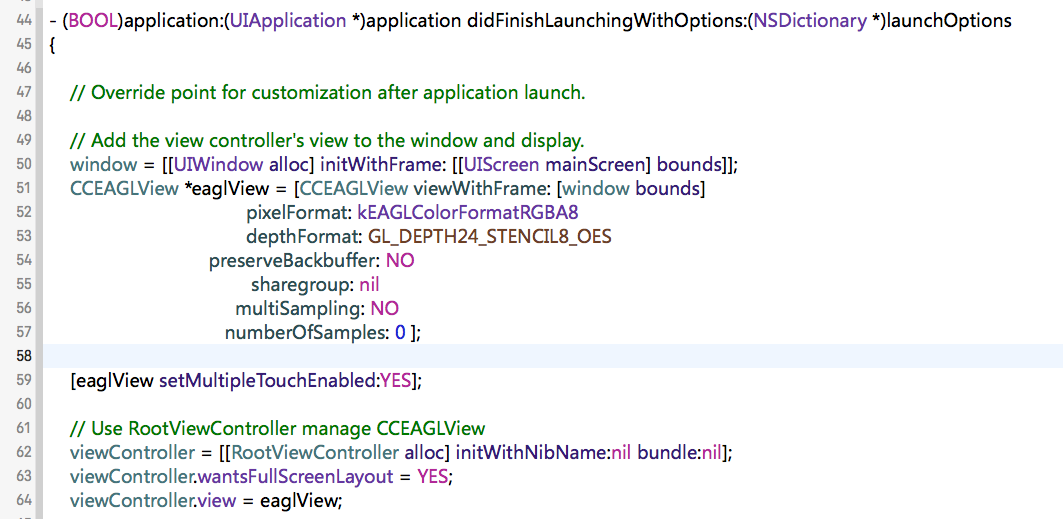 44 - (BOOL)application:(UIApplication *)application didFinishLaunchingWithOptions:(NSDictionary *)launchOptions
45 {
46
47 // Override point for customization after application launch.
48
49 // Add the view controller's view to the window and display.
50 window = [[UIWindow alloc] initWithFrame: [[UIScreen mainScreen] bounds]];
51 CCEAGLView *eaglView = [CCEAGLView viewWithFrame: [window bounds]
52 pixelFormat: kEAGLColorFormatRGBA8
53 depthFormat: GL_DEPTH24_STENCIL8_OES
54 preserveBackbuffer: NO
55 sharegroup: nil
56 multiSampling: NO
57 numberOfSamples: 0 ];
58
59 [eaglView setMultipleTouchEnabled:YES];
60
61 // Use RootViewController manage CCEAGLView
62 viewController = [[RootViewController alloc] initWithNibName:nil bundle:nil];
63 viewController.wantsFullScreenLayout = YES;
64 viewController.view = eaglView;